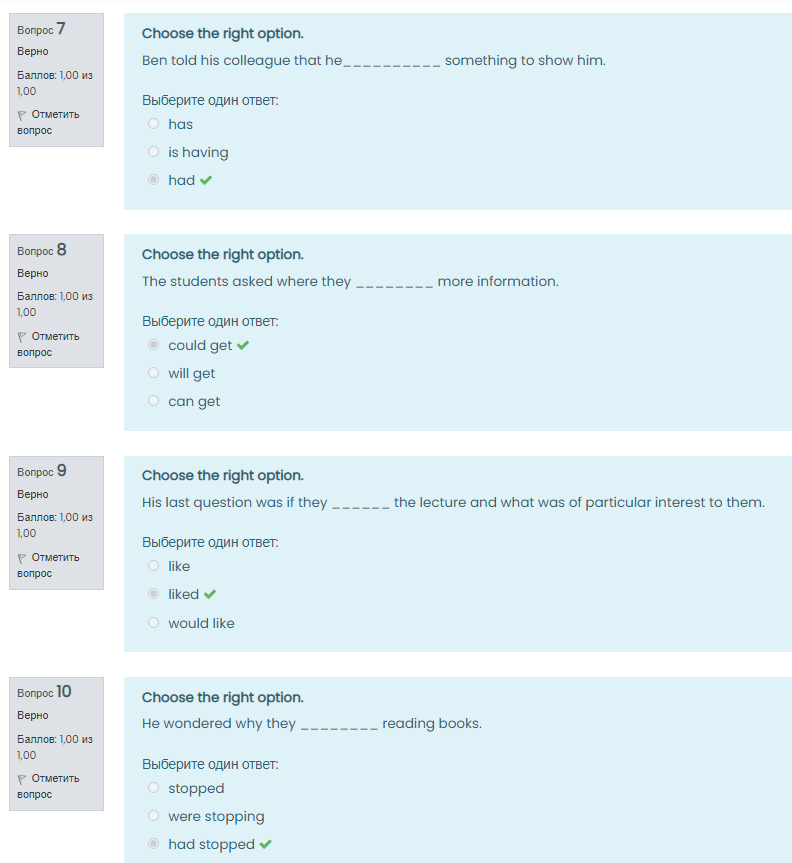 Вопрос 7
Верно
Баллов: 1,00 из
1,00
Отметить
вопрос
Choose the right option.
Ben told his colleague that he__________ something to show him.
Выберите один ответ:
has
is having
had
Вопрос 8
Верно
Баллов: 1,00 из
1,00
Отметить
вопрос
Choose the right option.
The students asked where they ________ more information.
Выберите один ответ:
could get
will get
can get
Вопрос 9
Верно
Баллов: 1,00 из
1,00
Отметить
вопрос
Choose the right option.
His last question was if they ______ the lecture and what was of particular interest to them.
Выберите один ответ:
like
liked
would like
Вопрос 10
Верно
Баллов: 1,00 из
1,00
Отметить
вопрос
Choose the right option.
He wondered why they ________ reading books.
Выберите один ответ:
stopped
were stopping
had stopped